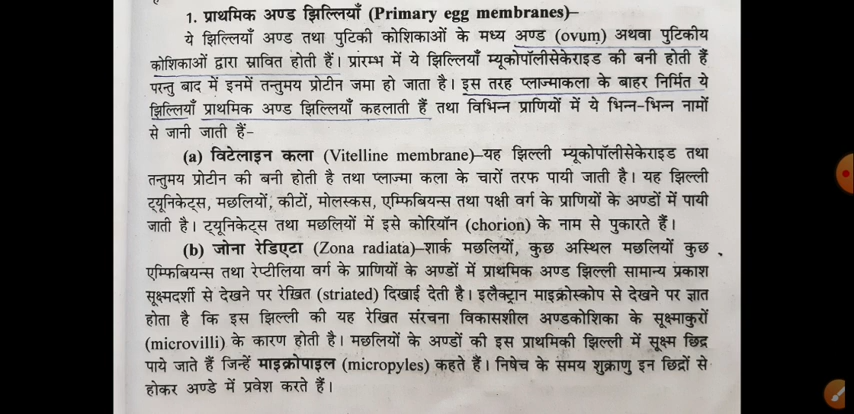 1. प्राथमिक अण्ड झिल्लियाँ (Primary egg membranes)–
ये झिल्लियाँ अण्ड तथा पुटिकी कोशिकाओं के मध्य अण्ड (ovum) अथवा पुटिकीय
कोशिकाओं द्वारा स्रावित होती हैं। प्रारम्भ में ये झिल्लियाँ म्यूकोपॉलीसेकेराइड की बनी होती हैं
परन्तु बाद में इनमें तन्तुमय प्रोटीन जमा हो जाता है। इस तरह प्लाज्माकला के बाहर निर्मित ये
झिल्लियाँ प्राथमिक अण्ड झिल्लियाँ कहलाती हैं तथा विभिन्न प्राणियों में ये भिन्न-भिन्न नामों
से जानी जाती हैं-
(a) विटेलाइन कला (Vitelline membrane)–यह झिल्ली म्यूकोपॉलीसेकेराइड तथा
तन्तुमय प्रोटीन की बनी होती है तथा प्लाज्मा कला के चारों तरफ पायी जाती है। यह झिल्ली
ट्यूनिकेट्स, मछलियों, कीटों, मोलस्कस, एम्फिबियन्स तथा पक्षी वर्ग के प्राणियों के अण्डों में पायी
जाती है। ट्यूनिकेट्स तथा मछलियों में इसे कोरियॉन (chorion) के नाम से पुकारते हैं।
(b) जोना रेडिएटा (Zona radiata)–शार्क मछलियों, कुछ अस्थिल मछलियों कुछ
एम्फिबियन्स तथा रेप्टीलिया वर्ग के प्राणियों के अण्डों में प्राथमिक अण्ड झिल्ली सामान्य प्रकाश
सूक्ष्मदर्शी से देखने पर रेखित (striated) दिखाई देती है। इलैक्ट्रान माइक्रोस्कोप से देखने पर ज्ञात
होता है कि इस झिल्ली की यह रेखित संरचना विकासशील अण्डकोशिका के सूक्ष्मांकुरों
(microvilli) के कारण होती है। मछलियों के अण्डों की इस प्राथमिकी झिल्ली में सूक्ष्म छिद्र
पाये जाते हैं जिन्हें माइक्रोपाइल (micropyles) कहते हैं। निषेच के समय शुक्राणु इन छिद्रों से
होकर अण्डे में प्रवेश करते हैं।